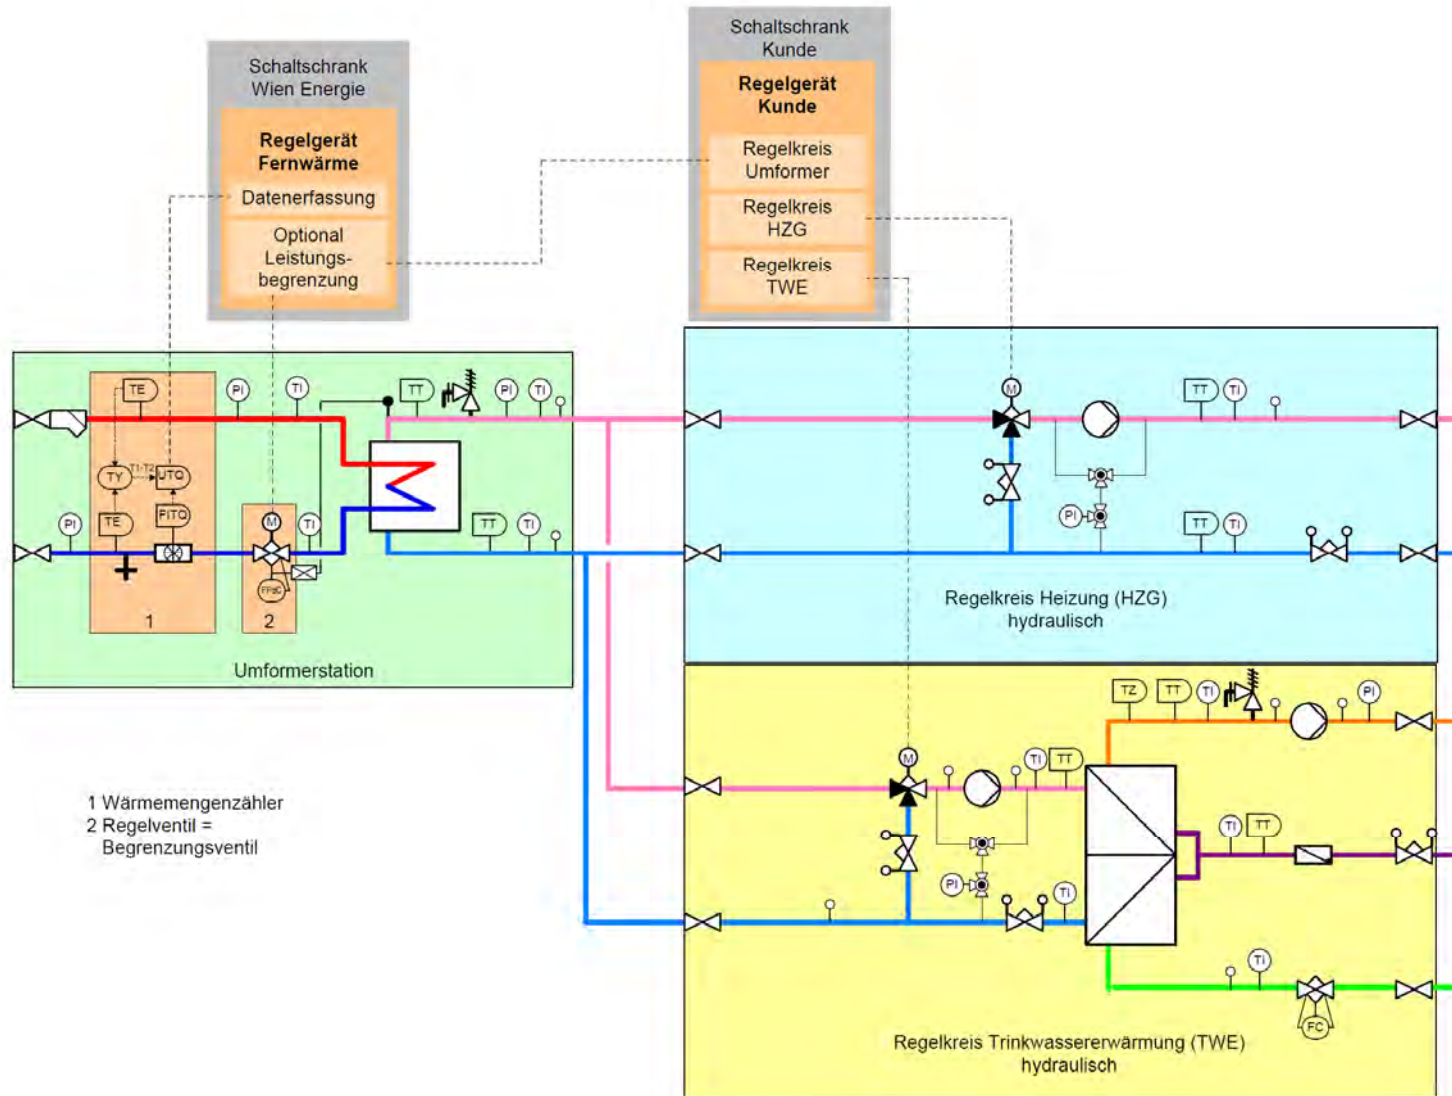 Schaltschrank
Wien Energie
Regelgerät
Fernwärme
Datenerfassung
Optional
Leistungs-
begrenzung
Schaltschrank
Kunde
Regelgerät
Kunde
Regelkreis
Umformer
Regelkreis
HZG
Regelkreis
TWE
TE
PI
TI
TT
PI
TI
TY
T1-T2
UTQ
PI
TE
FITQ
M
TI
TT
TI
1
2
Umformerstation
M
TT
TI
PI
TT
TI
Regelkreis Heizung (HZG)
hydraulisch
1 Wärmemengenzähler
2 Regelventil =
Begrenzungsventil
TZ
TT
TI
PI
M
TI
TT
TI
TT
PI
TI
TI
FC
Regelkreis Trinkwassererwärmung (TWE)
hydraulisch